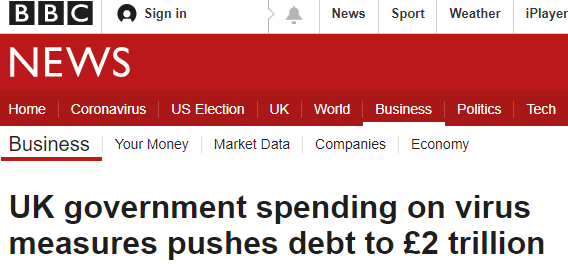 BBC Sign in News Sport Weather iPlayer
NEWS
Home Coronavirus US Election UK World Business Politics Tech
Business Your Money Market Data Companies Economy
UK government spending on virus
measures pushes debt to £2 trillion